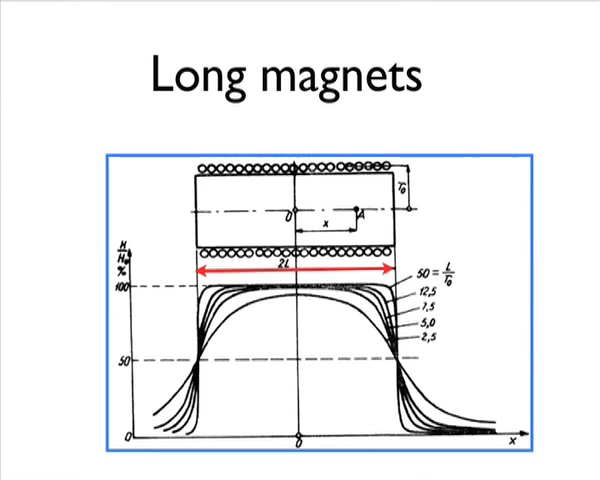 Long magnets
r₀
0 A
x
2L
H/H₀
%
100
50 = L/r₀
12,5
7,5
5,0
2,5
50
0
0
x